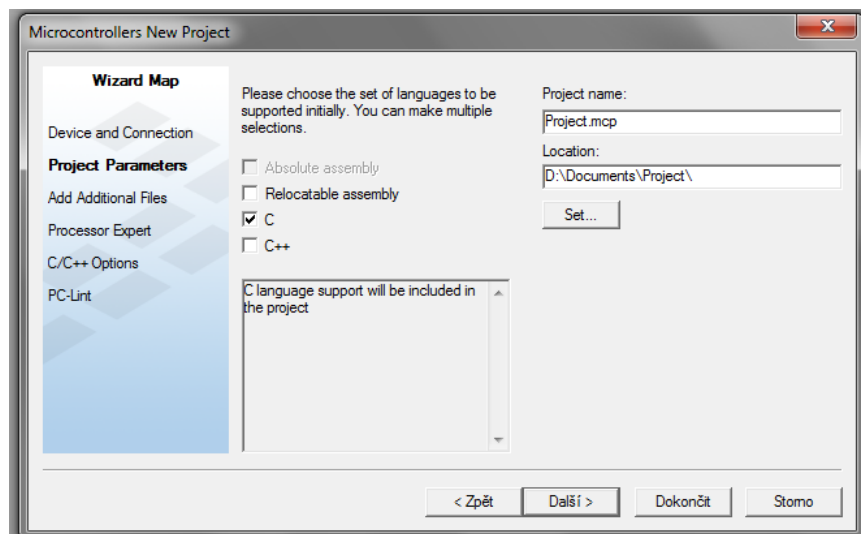 Microcontrollers New Project
Wizard Map
Device and Connection
Project Parameters
Add Additional Files
Processor Expert
C/C++ Options
PC-Lint
Please choose the set of languages to be
supported initially. You can make multiple
selections.
Absolute assembly
Relocatable assembly
C
C++
C language support will be included in
the project
Project name:
Project.mcp
Location:
D:\Documents\Project\
Set...
< Zpět
Další >
Dokončit
Storno